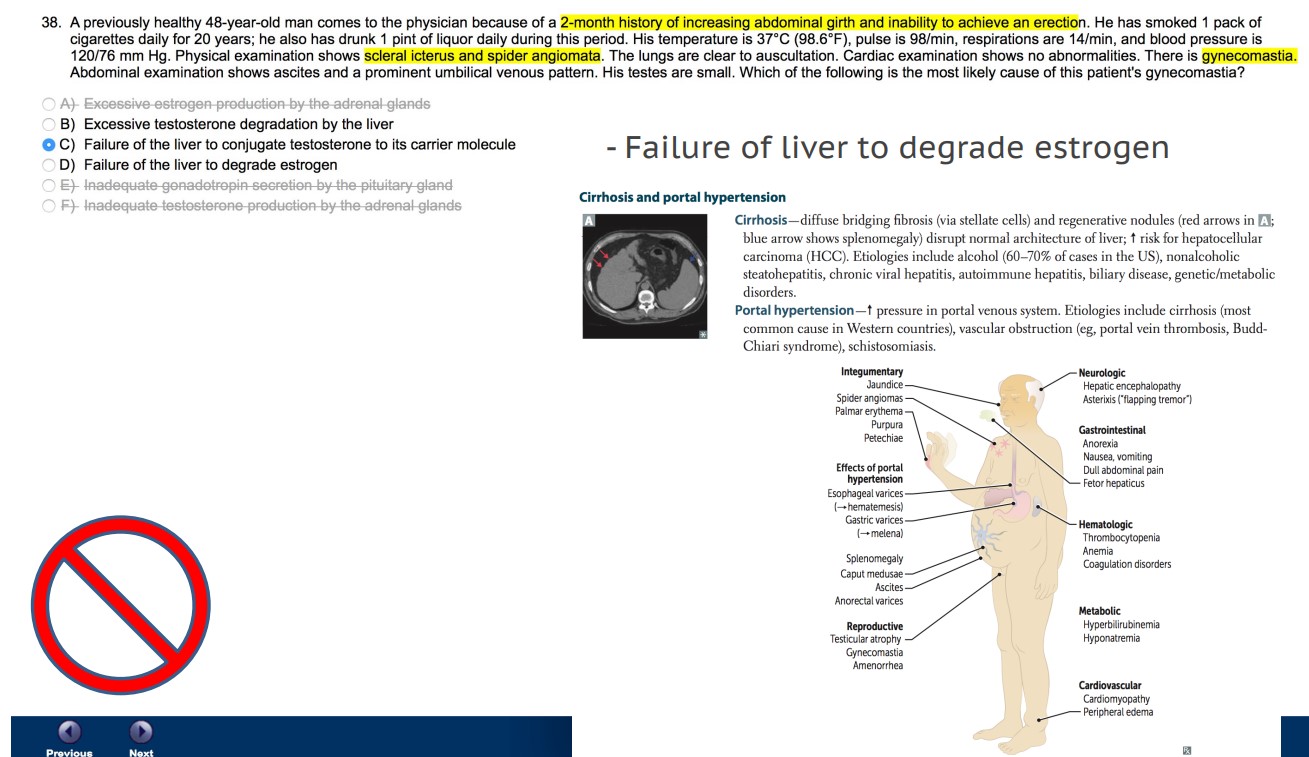 38. A previously healthy 48-year-old man comes to the physician because of a 2-month history of increasing abdominal girth and inability to achieve an erection. He has smoked 1 pack of
cigarettes daily for 20 years; he also has drunk 1 pint of liquor daily during this period. His temperature is 37°C (98.6°F), pulse is 98/min, respirations are 14/min, and blood pressure is
120/76 mm Hg. Physical examination shows scleral icterus and spider angiomata. The lungs are clear to auscultation. Cardiac examination shows no abnormalities. There is gynecomastia.
Abdominal examination shows ascites and a prominent umbilical venous pattern. His testes are small. Which of the following is the most likely cause of this patient's gynecomastia?
A) Excessive estrogen production by the adrenal glands
B) Excessive testosterone degradation by the liver
C) Failure of the liver to conjugate testosterone to its carrier molecule
D) Failure of the liver to degrade estrogen
E) Inadequate gonadotropin secretion by the pituitary gland
F) Inadequate testosterone production by the adrenal glands
- Failure of liver to degrade estrogen
Cirrhosis and portal hypertension
A
Cirrhosis—diffuse bridging fibrosis (via stellate cells) and regenerative nodules (red arrows in A;
blue arrow shows splenomegaly) disrupt normal architecture of liver; ↑ risk for hepatocellular
carcinoma (HCC). Etiologies include alcohol (60–70% of cases in the US), nonalcoholic
steatohepatitis, chronic viral hepatitis, autoimmune hepatitis, biliary disease, genetic/metabolic
disorders.
Portal hypertension—↑ pressure in portal venous system. Etiologies include cirrhosis (most
common cause in Western countries), vascular obstruction (eg, portal vein thrombosis, Budd-
Chiari syndrome), schistosomiasis.
Integumentary
Jaundice
Spider angiomas
Palmar erythema
Purpura
Petechiae
Effects of portal
hypertension
Esophageal varices
(→hematemesis)
Gastric varices
(→melena)
Splenomegaly
Caput medusae
Ascites
Anorectal varices
Reproductive
Testicular atrophy
Gynecomastia
Amenorrhea
Neurologic
Hepatic encephalopathy
Asterixis ("flapping tremor")
Gastrointestinal
Anorexia
Nausea, vomiting
Dull abdominal pain
Fetor hepaticus
Hematologic
Thrombocytopenia
Anemia
Coagulation disorders
Metabolic
Hyperbilirubinemia
Hyponatremia
Cardiovascular
Cardiomyopathy
Peripheral edema
Previous
Next